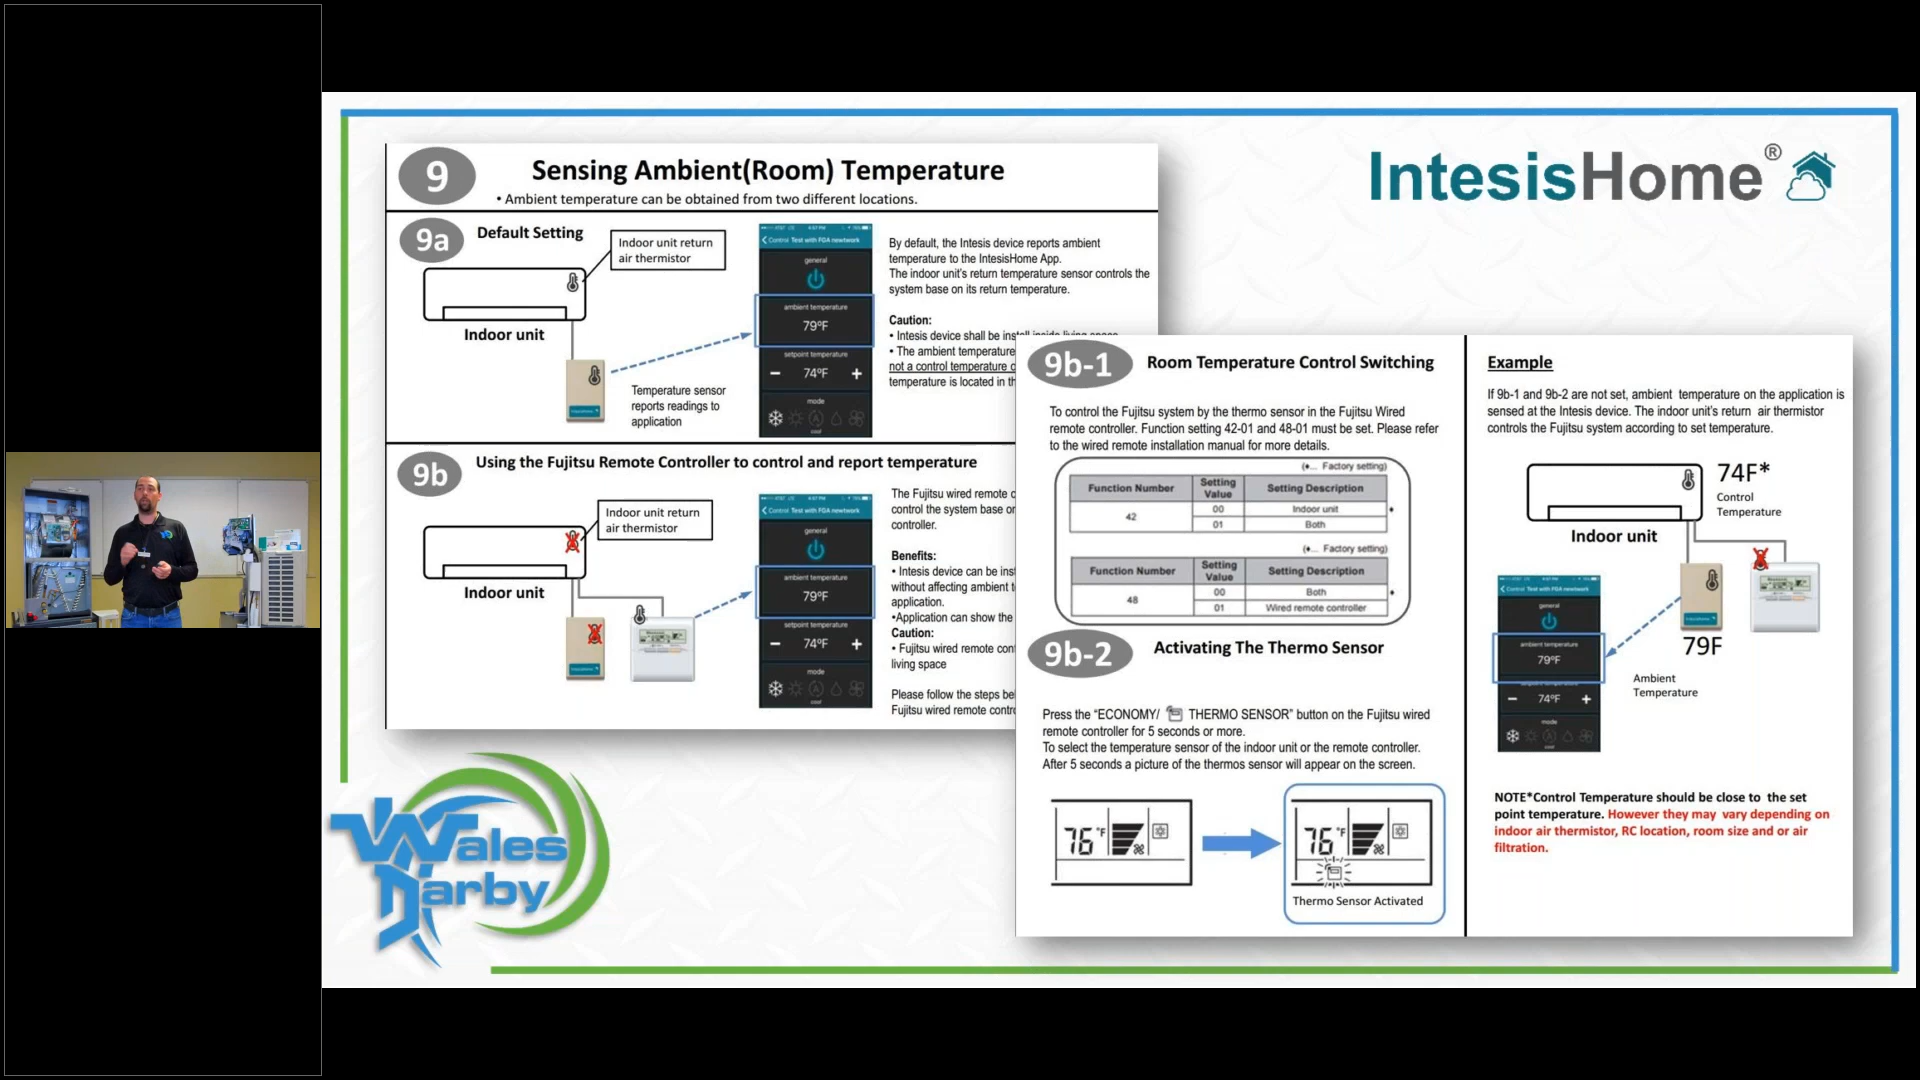 IntesisHome®
9
Sensing Ambient(Room) Temperature
• Ambient temperature can be obtained from two different locations.
9a
Default Setting
Indoor unit return
air thermistor
Indoor unit
Temperature sensor
reports readings to
application
Control Test with FGA newtwork
general
ambient temperature
79ºF
setpoint temperature
− 74ºF +
mode
cool
By default, the Intesis device reports ambient
temperature to the IntesisHome App.
The indoor unit's return temperature sensor controls the
system base on its return temperature.
Caution:
• Intesis device shall be install inside living space
• The ambient temperature
not a control temperature
temperature is located in th
9b
Using the Fujitsu Remote Controller to control and report temperature
Indoor unit return
air thermistor
Indoor unit
Control Test with FGA newtwork
general
ambient temperature
79ºF
setpoint temperature
− 74ºF +
mode
cool
The Fujitsu wired remote c
control the system base or
controller.
Benefits:
• Intesis device can be inst
without affecting ambient t
application.
•Application can show the
Caution:
• Fujitsu wired remote con
living space
Please follow the steps be
Fujitsu wired remote contr
9b-1
Room Temperature Control Switching
To control the Fujitsu system by the thermo sensor in the Fujitsu Wired
remote controller. Function setting 42-01 and 48-01 must be set. Please refer
to the wired remote installation manual for more details.
(♦... Factory setting)
Function Number Setting Value Setting Description
42 00 Indoor unit ♦
01 Both
(♦... Factory setting)
Function Number Setting Value Setting Description
48 00 Both ♦
01 Wired remote controller
9b-2
Activating The Thermo Sensor
Press the “ECONOMY/ THERMO SENSOR” button on the Fujitsu wired
remote controller for 5 seconds or more.
To select the temperature sensor of the indoor unit or the remote controller.
After 5 seconds a picture of the thermos sensor will appear on the screen.
76°F
76°F
Thermo Sensor Activated
Example
If 9b-1 and 9b-2 are not set, ambient temperature on the application is
sensed at the Intesis device. The indoor unit's return air thermistor
controls the Fujitsu system according to set temperature.
74F*
Control
Temperature
Indoor unit
Control Test with FGA newtwork
general
ambient temperature
79ºF
− 74ºF +
mode
cool
79F
Ambient
Temperature
NOTE*Control Temperature should be close to the set
point temperature. However they may vary depending on
indoor air thermistor, RC location, room size and or air
filtration.
Wales
Darby